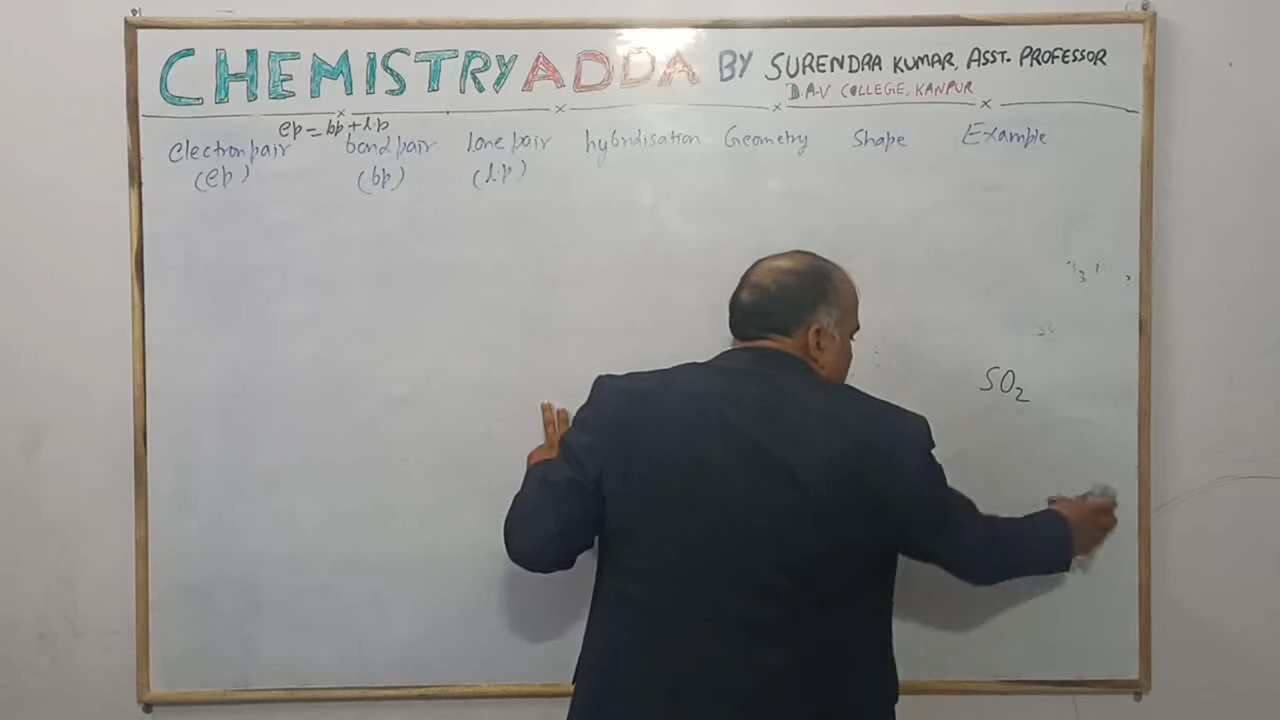 CHEMISTRY ADDA BY SURENDRA KUMAR, ASST. PROFESSOR
D.A.V COLLEGE, KANPUR
ep = bp + l.p
electron pair bond pair lone pair hybridisation Geometry Shape Example
(ep) (bp) (l.p)
SO2